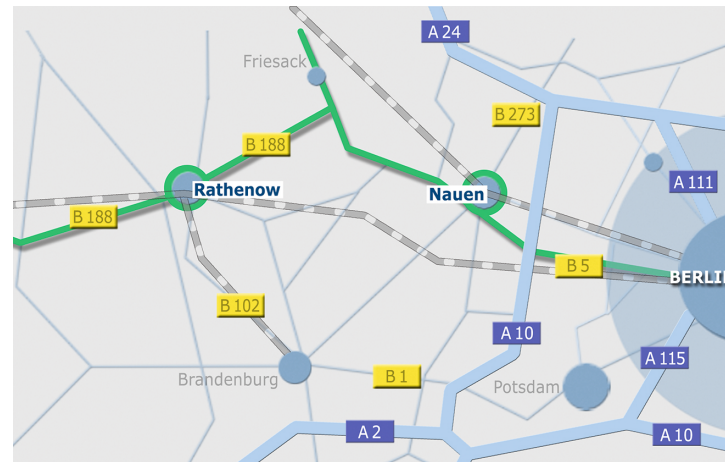 A 24
Friesack
B 273
B 188
A 111
Rathenow
Nauen
B 188
B 5
BERLI
B 102
A 10
A 115
Brandenburg
B 1
Potsdam
A 2
A 10